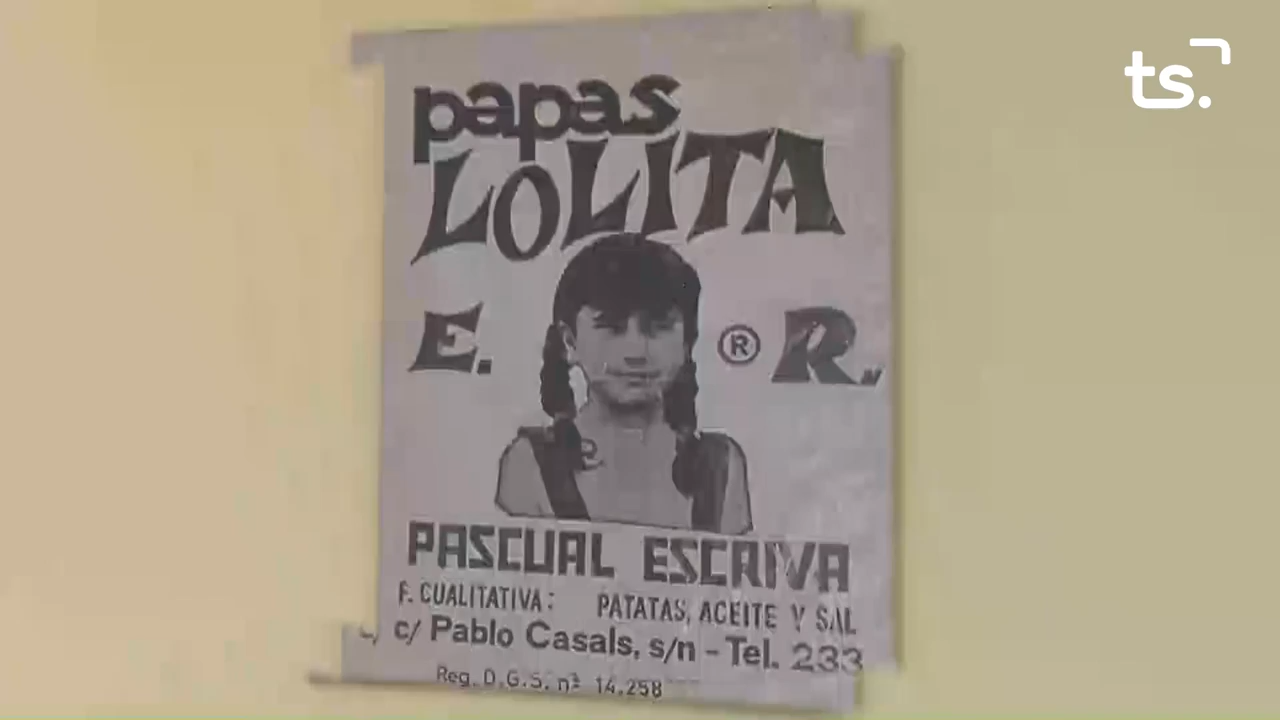 ts.
papas
LOLITA
E. ® R.
PASCUAL ESCRIVA
F. CUALITATIVA: PATATAS, ACEITE Y SAL
c/ Pablo Casals, s/n - Tel. 233
Reg. D.G.S. nº 14.258